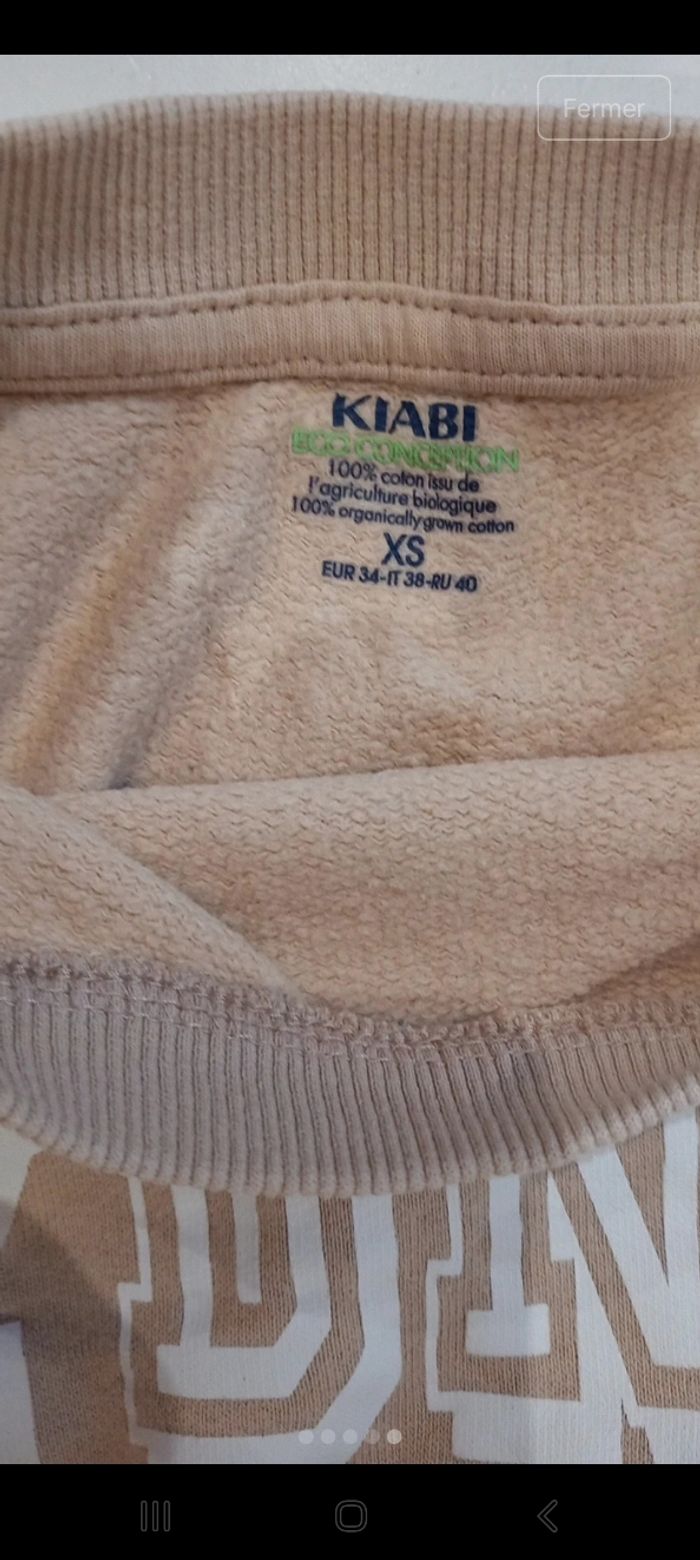 Fermer
KIABI
ECO CONCEPTION
100% coton issu de
l'agriculture biologique
100% organically grown cotton
XS
EUR 34-IT 38-RU 40